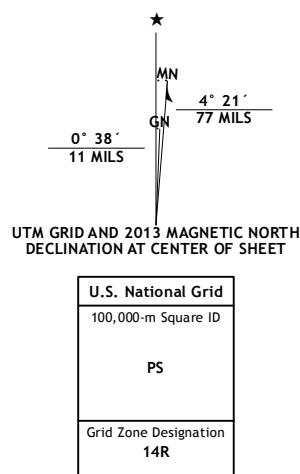 MN
4° 21´
77 MILS
GN
0° 38´
11 MILS
UTM GRID AND 2013 MAGNETIC NORTH
DECLINATION AT CENTER OF SHEET
U.S. National Grid
100,000-m Square ID
PS
Grid Zone Designation
14R